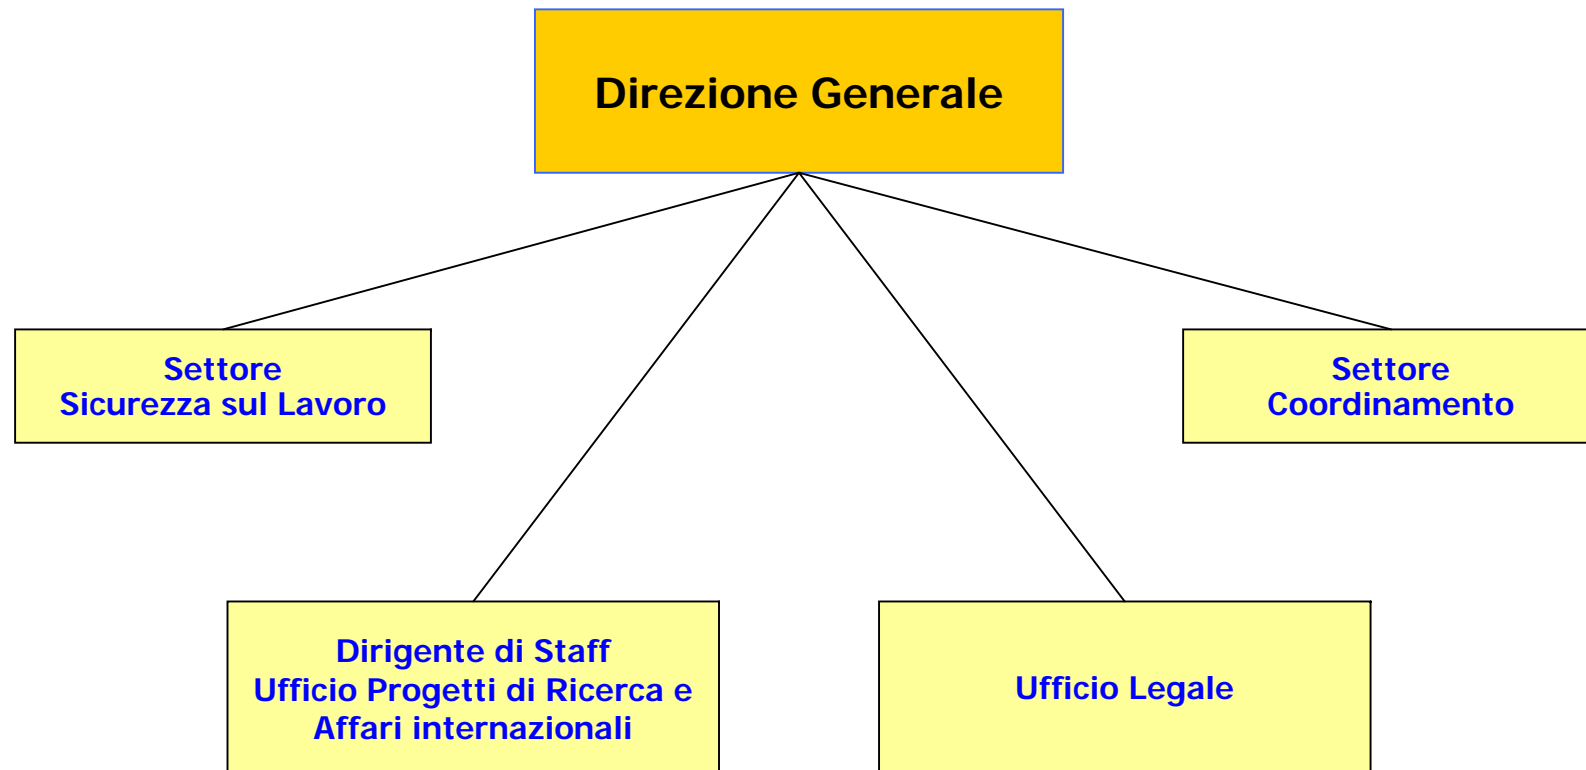 Direzione Generale
Settore
Sicurezza sul Lavoro
Settore
Coordinamento
Dirigente di Staff
Ufficio Progetti di Ricerca e
Affari internazionali
Ufficio Legale